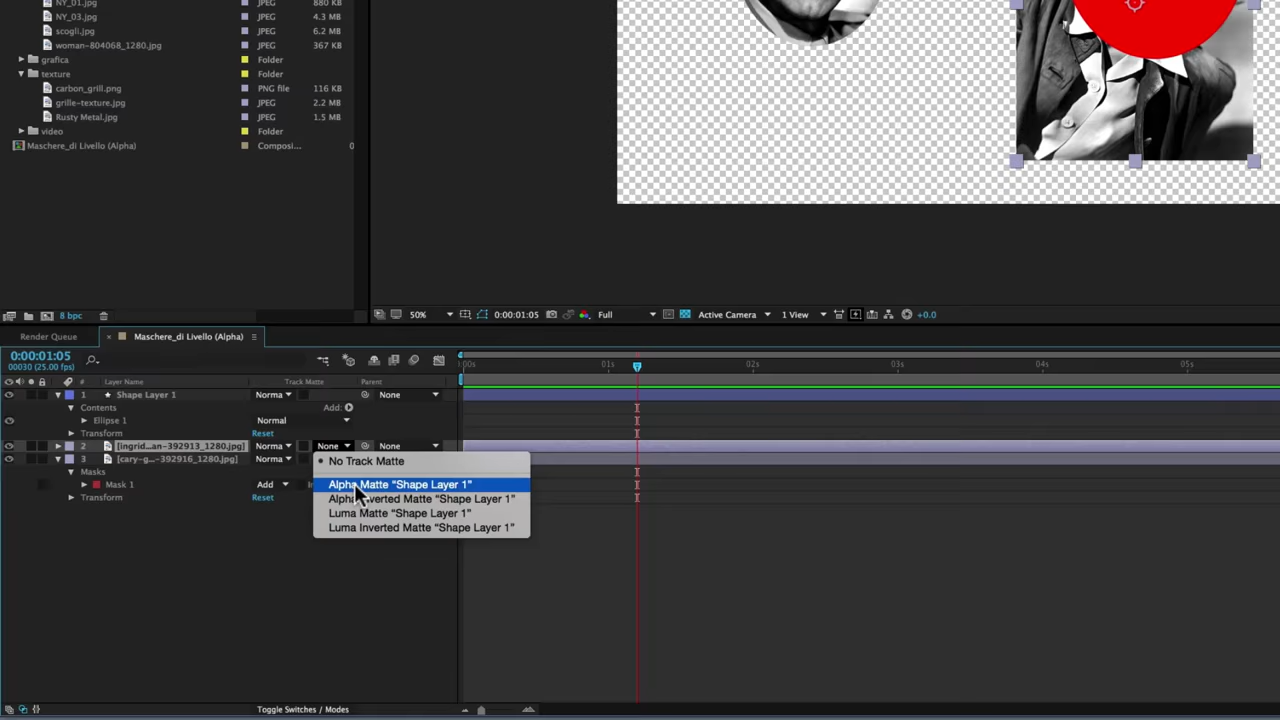 NY_01.jpg JPEG 880 KB
NY_03.jpg JPEG 4.3 MB
scogli.jpg JPEG 6.2 MB
woman-804068_1280.jpg JPEG 367 KB
grafica Folder
texture Folder
carbon_grill.png PNG file 116 KB
grille-texture.jpg JPEG 2.2 MB
Rusty Metal.jpg JPEG 1.5 MB
video Folder
Maschere_di Livello (Alpha) Composi... 0
8 bpc
50% 0:00:01:05 Full Active Camera 1 View +0.0
Render Queue × Maschere_di Livello (Alpha)
0:00:01:05
00030 (25.00 fps)
:00s 01s 02s 03s 04s 05s
# Layer Name Track Matte Parent
1 Shape Layer 1 Norma None
Contents Add:
Ellipse 1 Normal
Transform Reset
2 [ingrid...an-392913_1280.jpg] Norma None None
3 [cary-g...-392916_1280.jpg] Norma
Masks
Mask 1 Add
Transform Reset
No Track Matte
Alpha Matte "Shape Layer 1"
Alpha Inverted Matte "Shape Layer 1"
Luma Matte "Shape Layer 1"
Luma Inverted Matte "Shape Layer 1"
Toggle Switches / Modes